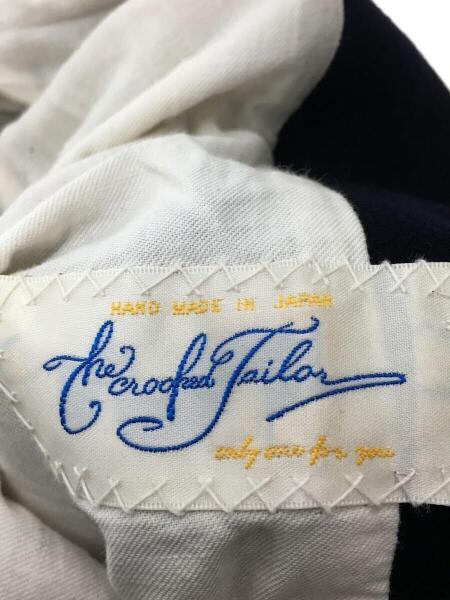 HAND MADE IN JAPAN
the crooked Tailor
only one for you